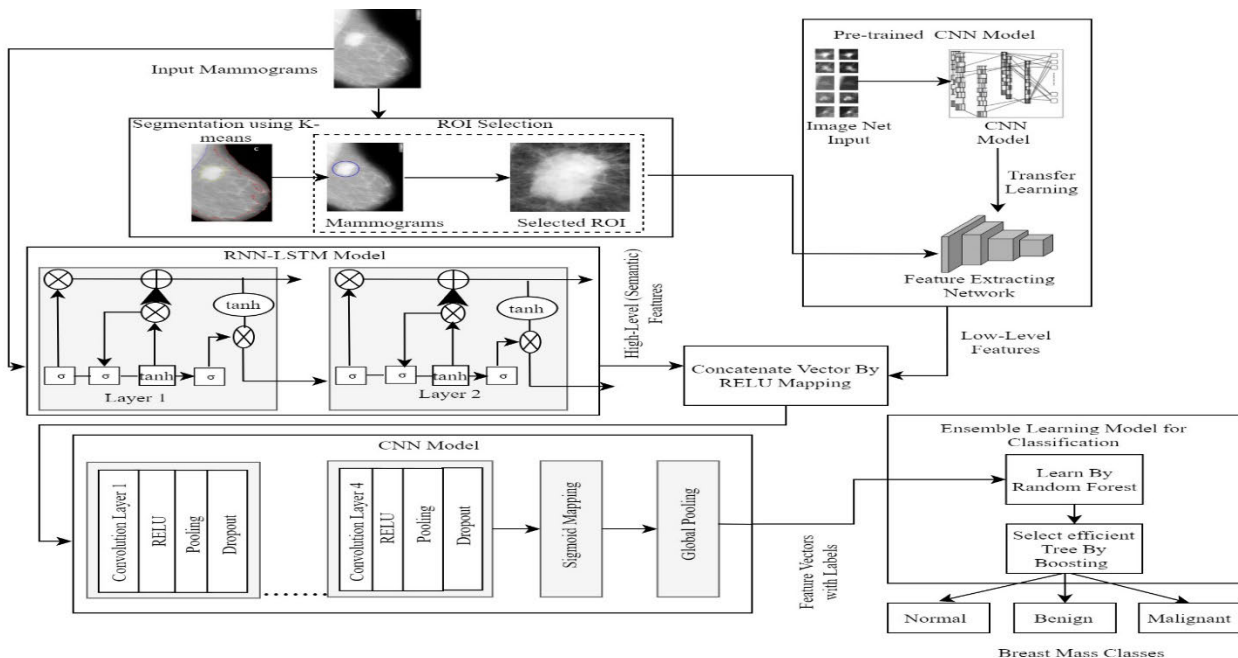 Input Mammograms
Segmentation using K-
means
ROI Selection
C
Mammograms
Selected ROI
Pre-trained CNN Model
Image Net
Input
CNN
Model
Transfer
Learning
Feature Extracting
Network
RNN-LSTM Model
tanh
σ
σ
tanh
σ
Layer 1
tanh
σ
σ
tanh
σ
Layer 2
High-Level (Semantic)
Features
Low-Level
Features
Concatenate Vector By
RELU Mapping
CNN Model
Convolution Layer 1
RELU
Pooling
Dropout
Convolution Layer 4
RELU
Pooling
Dropout
Sigmoid Mapping
Global Pooling
Feature Vectors
with Labels
Ensemble Learning Model for
Classification
Learn By
Random Forest
Select efficient
Tree By
Boosting
Normal
Benign
Malignant
Breast Mass Classes